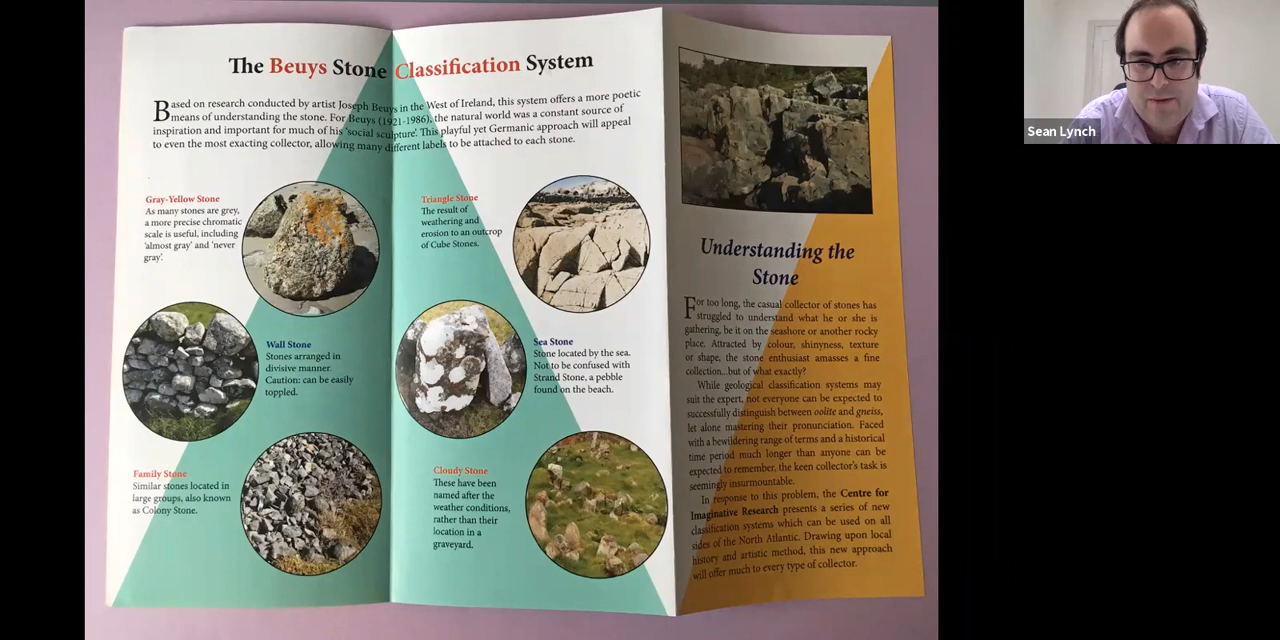 The Beuys Stone Classification System
Based on research conducted by artist Joseph Beuys in the West of Ireland, this system offers a more poetic
means of understanding the stone. For Beuys (1921-1986), the natural world was a constant source of
inspiration and important for much of his 'social sculpture'. This playful yet Germanic approach will appeal
to even the most exacting collector, allowing many different labels to be attached to each stone.
Gray-Yellow Stone
As many stones are grey,
a more precise chromatic
scale is useful, including
'almost gray' and 'never
gray'.
Wall Stone
Stones arranged in
divisive manner.
Caution: can be easily
toppled.
Family Stone
Similar stones located in
large groups, also known
as Colony Stone.
Triangle Stone
The result of
weathering and
erosion to an outcrop
of Cube Stones.
Sea Stone
Stone located by the sea.
Not to be confused with
Strand Stone, a pebble
found on the beach.
Cloudy Stone
These have been
named after the
weather conditions,
rather than their
location in a
graveyard.
Understanding the
Stone
For too long, the casual collector of stones has
struggled to understand what he or she is
gathering, be it on the seashore or another rocky
place. Attracted by colour, shinyness, texture
or shape, the stone enthusiast amasses a fine
collection...but of what exactly?
While geological classification systems may
suit the expert, not everyone can be expected to
successfully distinguish between oolite and gneiss,
let alone mastering their pronunciation. Faced
with a bewildering range of terms and a historical
time period much longer than anyone can be
expected to remember, the keen collector's task is
seemingly insurmountable.
In response to this problem, the Centre for
Imaginative Research presents a series of new
classification systems which can be used on all
sides of the North Atlantic. Drawing upon local
history and artistic method, this new approach
will offer much to every type of collector.
Sean Lynch